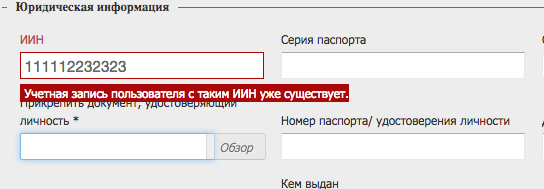 Юридическая информация
ИИН
Серия паспорта
111112232323
Учетная запись пользователя с таким ИИН уже существует.
Прикрепить документ, удостоверяющий
личность *
Номер паспорта/ удостоверения личности
Обзор
Кем выдан